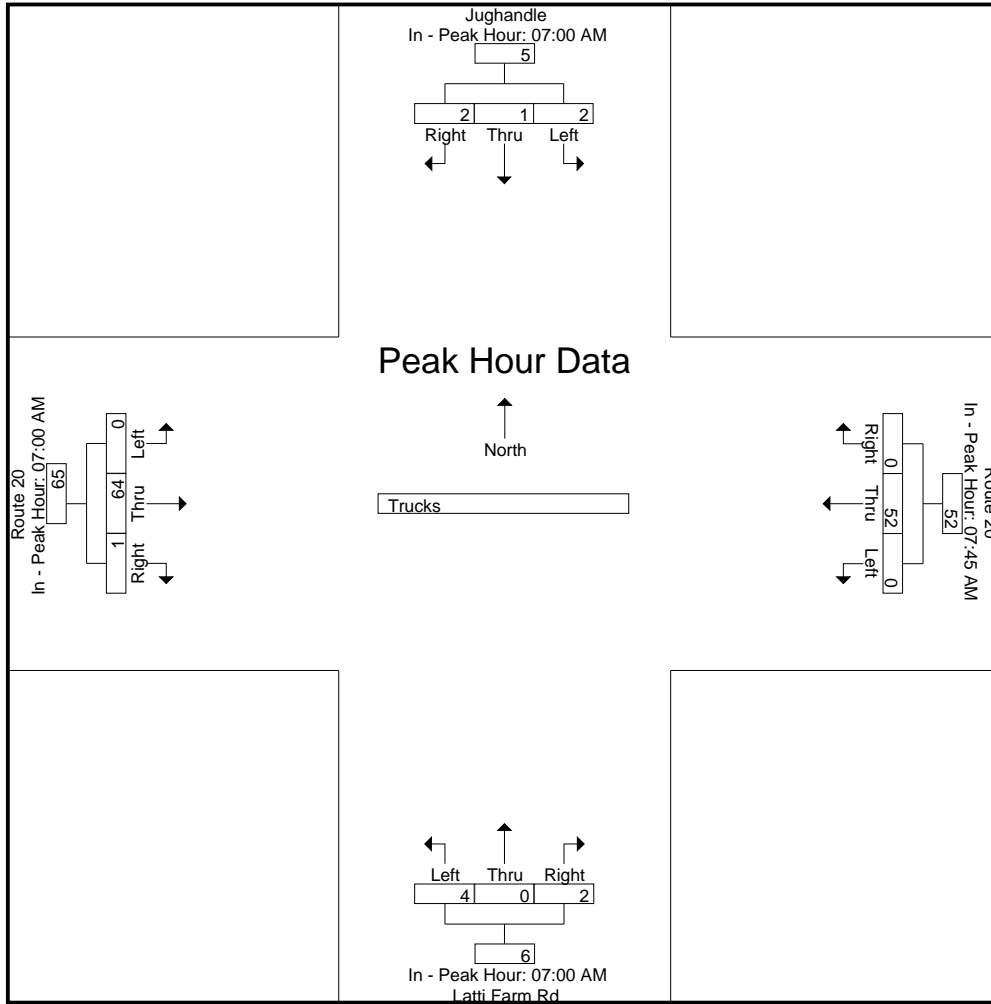 Jughandle
In - Peak Hour: 07:00 AM
5
2 1 2
Right Thru Left
Peak Hour Data
North
Trucks
Route 20
In - Peak Hour: 07:00 AM
65
0 64 1
Left Thru Right
Route 20
In - Peak Hour: 07:45 AM
52
0 52 0
Right Thru Left
Left Thru Right
4 0 2
6
In - Peak Hour: 07:00 AM
Latti Farm Rd